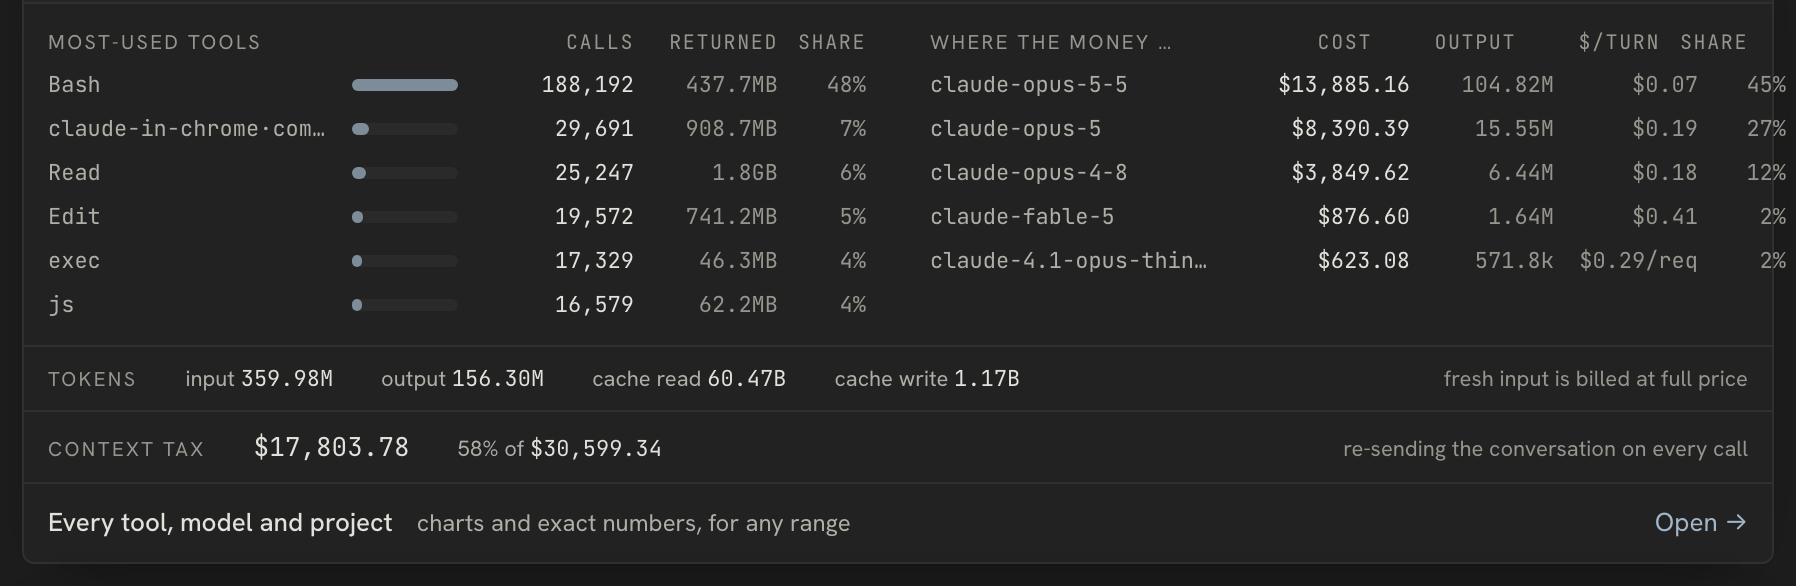 MOST-USED TOOLS CALLS RETURNED SHARE WHERE THE MONEY … COST OUTPUT $/TURN SHARE
Bash 188,192 437.7MB 48% claude-opus-5-5 $13,885.16 104.82M $0.07 45%
claude-in-chrome·com… 29,691 908.7MB 7% claude-opus-5 $8,390.39 15.55M $0.19 27%
Read 25,247 1.8GB 6% claude-opus-4-8 $3,849.62 6.44M $0.18 12%
Edit 19,572 741.2MB 5% claude-fable-5 $876.60 1.64M $0.41 2%
exec 17,329 46.3MB 4% claude-4.1-opus-thin… $623.08 571.8k $0.29/req 2%
js 16,579 62.2MB 4%
TOKENS input 359.98M output 156.30M cache read 60.47B cache write 1.17B fresh input is billed at full price
CONTEXT TAX $17,803.78 58% of $30,599.34 re-sending the conversation on every call
Every tool, model and project charts and exact numbers, for any range Open →